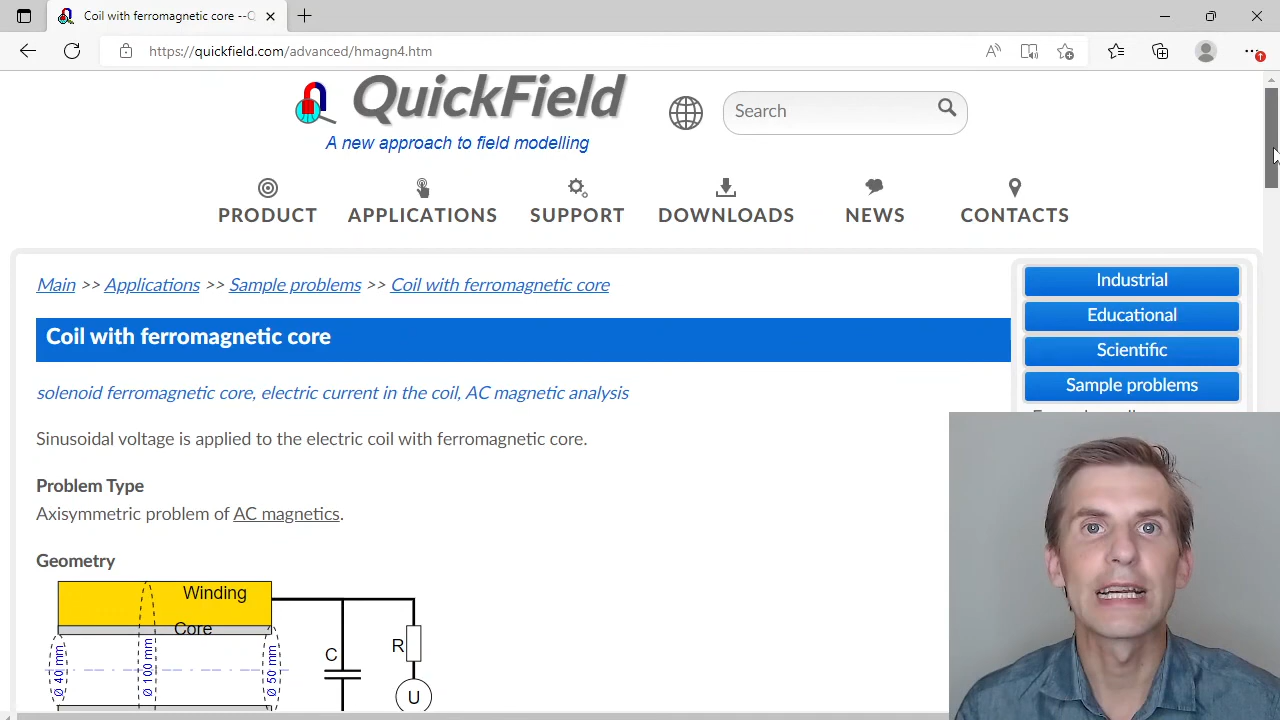 Coil with ferromagnetic core --Q
https://quickfield.com/advanced/hmagn4.htm
QuickField
A new approach to field modelling
Search
PRODUCT
APPLICATIONS
SUPPORT
DOWNLOADS
NEWS
CONTACTS
Main >> Applications >> Sample problems >> Coil with ferromagnetic core
Industrial
Educational
Scientific
Sample problems
Coil with ferromagnetic core
solenoid ferromagnetic core, electric current in the coil, AC magnetic analysis
Sinusoidal voltage is applied to the electric coil with ferromagnetic core.
Problem Type
Axisymmetric problem of AC magnetics.
Geometry
Winding
Core
C
R
U
Ø 40 mm
Ø 100 mm
Ø 50 mm